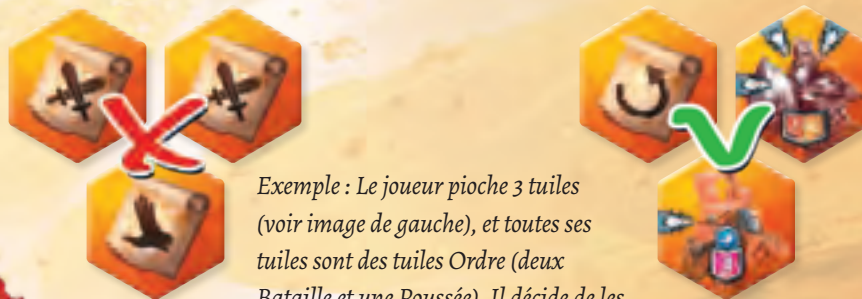 Exemple : Le joueur pioche 3 tuiles
(voir image de gauche), et toutes ses
tuiles sont des tuiles Ordre (deux
Bataille et une Poussée). Il décide de les